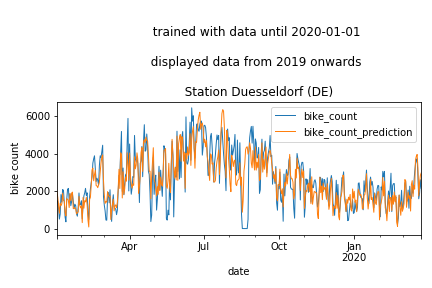 trained with data until 2020-01-01
displayed data from 2019 onwards
Station Duesseldorf (DE)
bike_count
bike_count_prediction
6000
4000
2000
0
bike count
Apr
Jul
Oct
Jan
2020
date